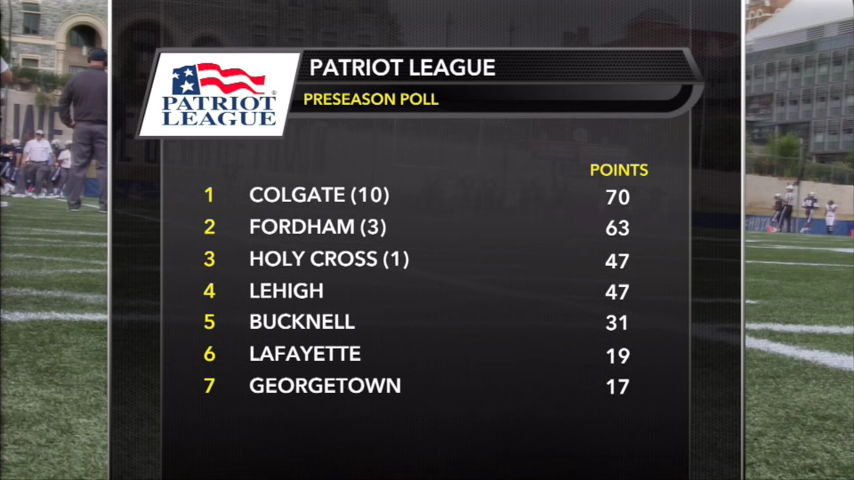 PATRIOT LEAGUE
PRESEASON POLL
PATRIOT
LEAGUE
POINTS
1 COLGATE (10) 70
2 FORDHAM (3) 63
3 HOLY CROSS (1) 47
4 LEHIGH 47
5 BUCKNELL 31
6 LAFAYETTE 19
7 GEORGETOWN 17